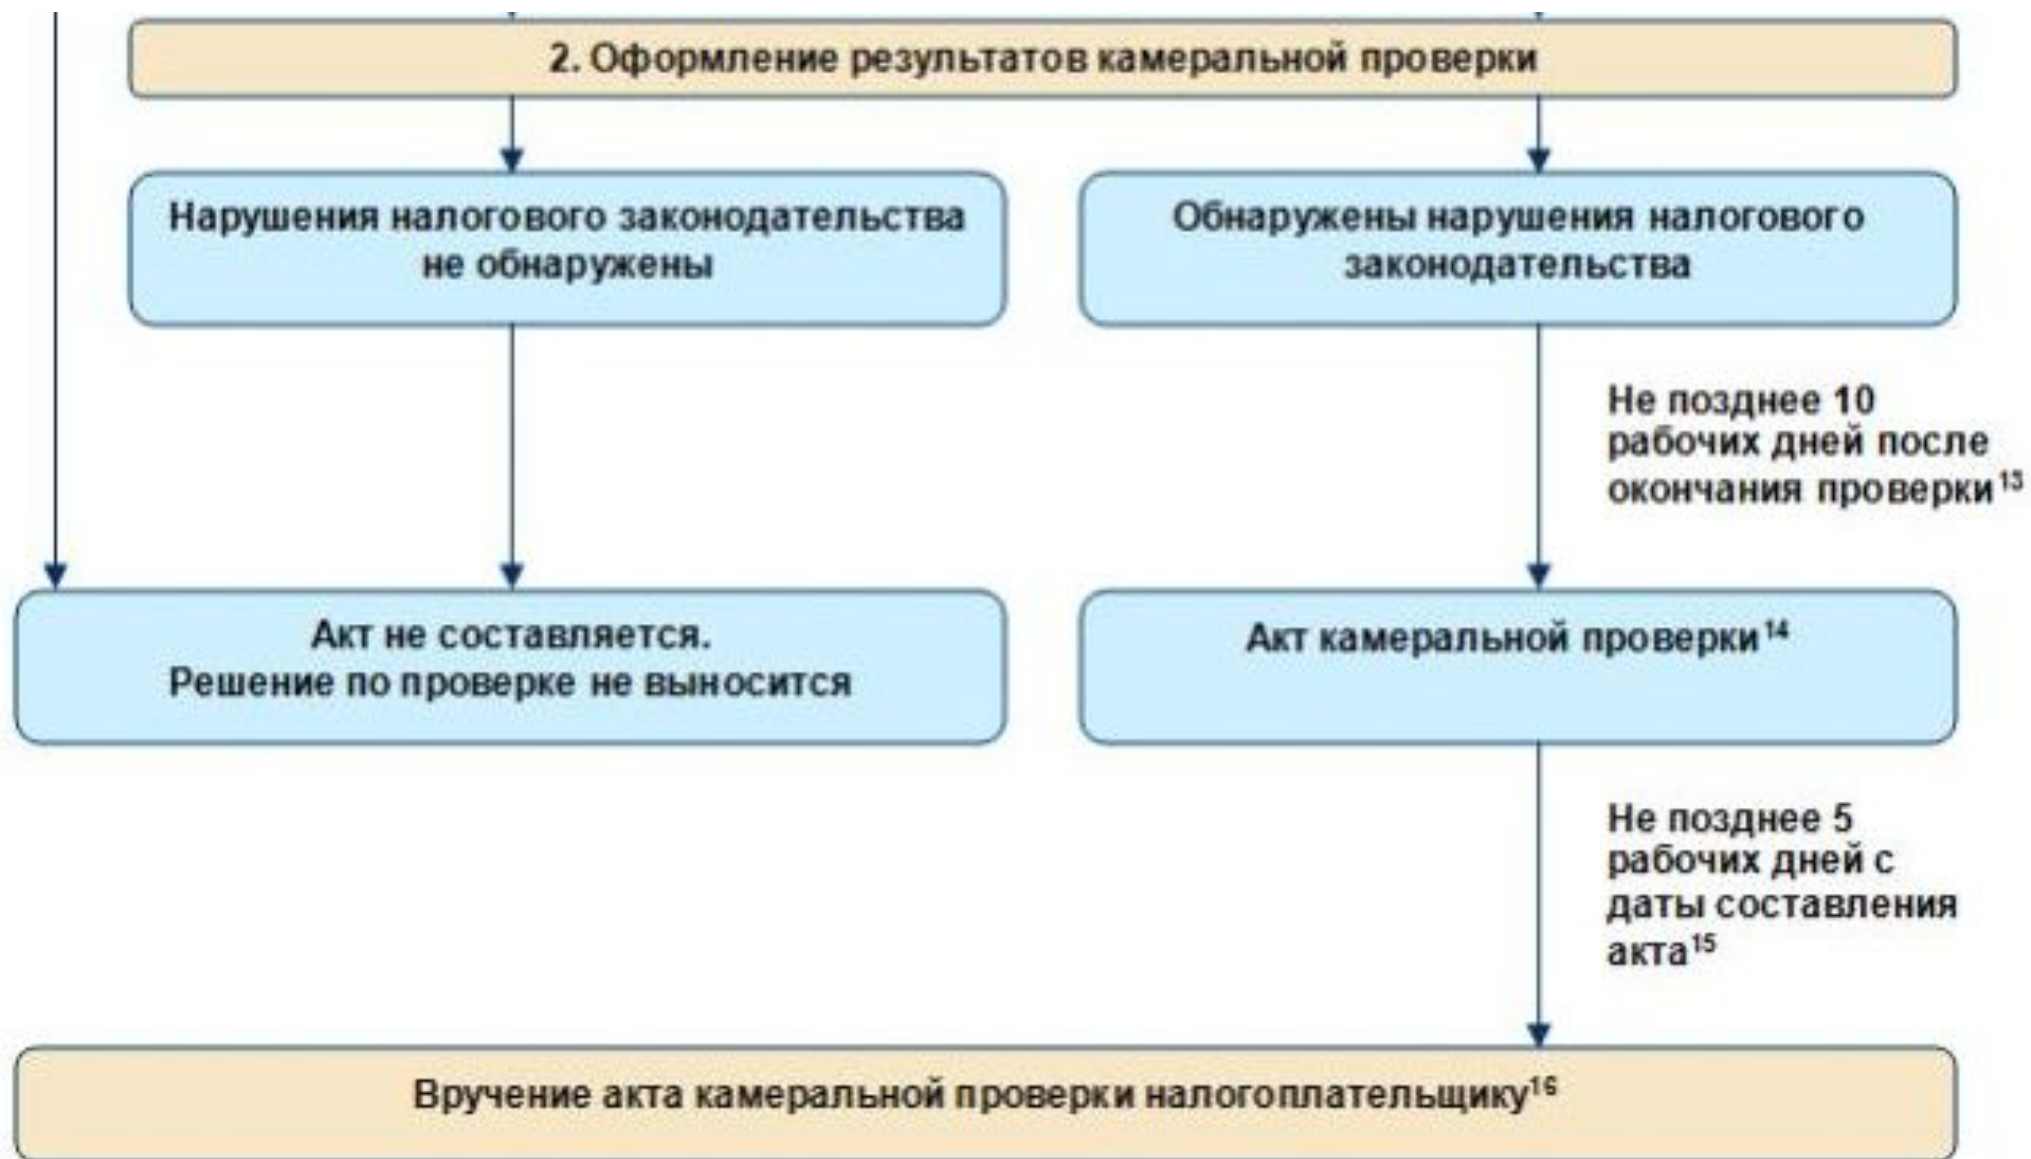 2. Оформление результатов камеральной проверки
Нарушения налогового законодательства
не обнаружены
Обнаружены нарушения налогового
законодательства
Не позднее 10
рабочих дней после
окончания проверки¹³
Акт не составляется.
Решение по проверке не выносится
Акт камеральной проверки¹⁴
Не позднее 5
рабочих дней с
даты составления
акта¹⁵
Вручение акта камеральной проверки налогоплательщику¹⁶